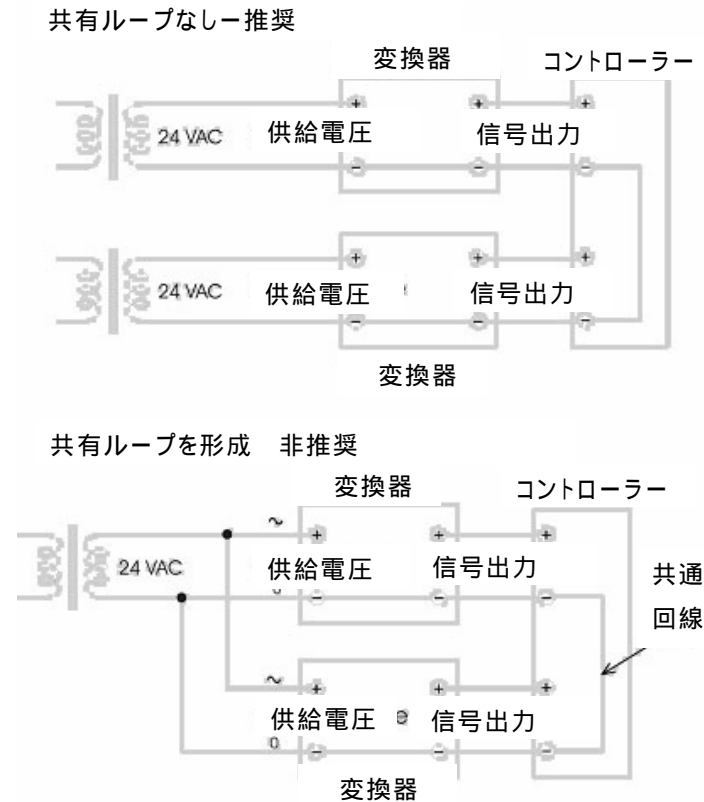 共有ループなしー推奨
変換器
コントローラー
+ + +
24 VAC 供給電圧 信号出力
− − −
+ + +
24 VAC 供給電圧 信号出力
− − −
変換器
共有ループを形成 非推奨
変換器
コントローラー
~ + + +
24 VAC 供給電圧 信号出力
共通
− − −
回線
~ + + +
供給電圧 信号出力
0 − − −
変換器